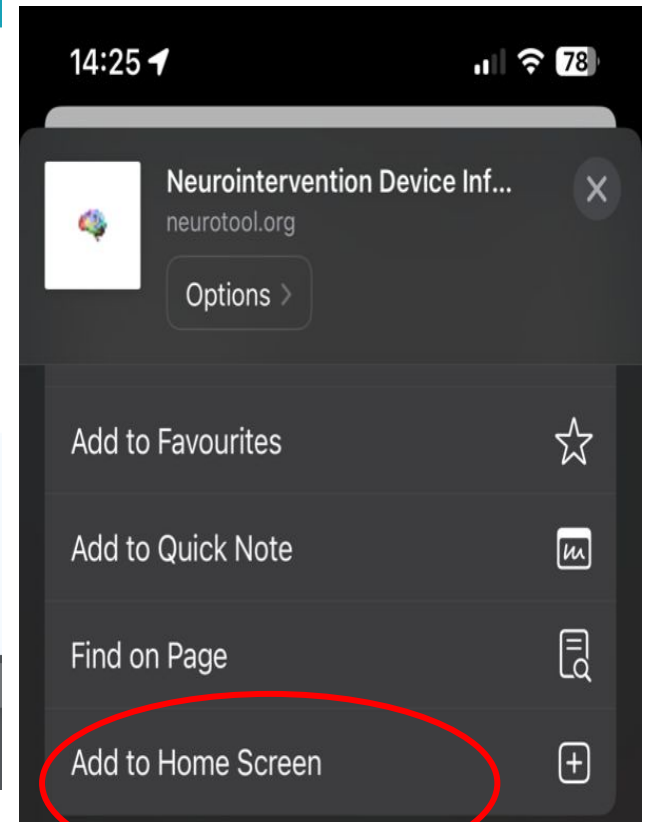 14:25
78
Neurointervention Device Inf...
neurotool.org
Options >
Add to Favourites
Add to Quick Note
Find on Page
Add to Home Screen